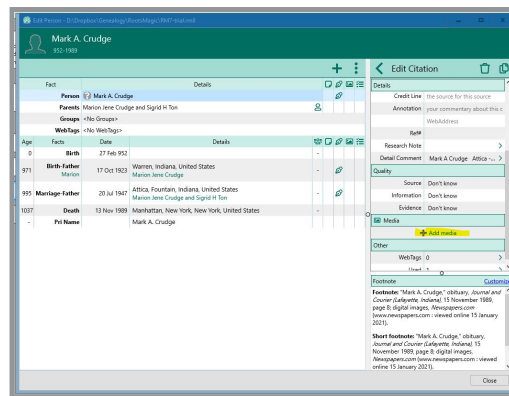 Edit Person - D:\Dropbox\Genealogy\RootsMagic\RM7-trial.rmtree
Mark A. Crudge
952-1989
Edit Citation
Fact Details
Person Mark A. Crudge
Parents Marion Jene Crudge and Sigrid H Ton
Groups <No Groups>
WebTags <No WebTags>
Age Facts Date Details
0 Birth 27 Feb 952 -
971 Birth-Father Marion 17 Oct 1923 Warren, Indiana, United States -
Marion Jene Crudge
995 Marriage-Father 20 Jul 1947 Attica, Fountain, Indiana, United States -
Marion Jene Crudge and Sigrid H Ton
1037 Death 13 Nov 1989 Manhattan, New York, New York, United States -
- Pri Name Mark A. Crudge
Details
Credit Line the source for this source
Annotation your commentary about this c
WebAddress
Ref#
Research Note
Detail Comment Mark A Crudge Attica -...
Quality
Source Don't know
Information Don't know
Evidence Don't know
Media
Add media
Other
WebTags 0
Used 1
Footnote Customize
Footnote: "Mark A. Crudge," obituary, Journal and
Courier (Lafayette, Indiana), 15 November 1989,
page 8; digital images, Newspapers.com
(www.newspapers.com : viewed online 15 January
2021).
Short footnote: "Mark A. Crudge," obituary,
Journal and Courier (Lafayette, Indiana), 15
November 1989, page 8; digital images,
Newspapers.com (www.newspapers.com : viewed
online 15 January 2021).
Close